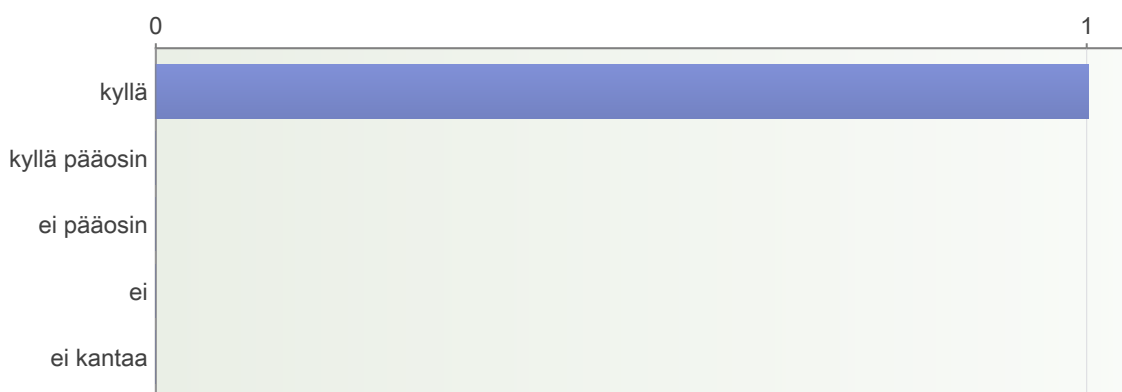 0 1
kyllä
kyllä pääosin
ei pääosin
ei
ei kantaa